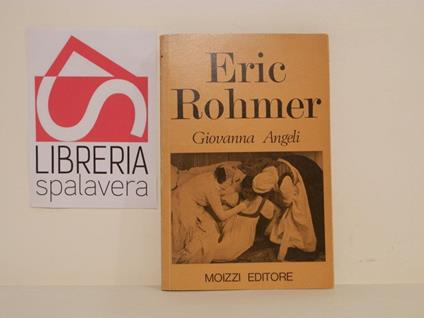 LIBRERIA
spalavera
Eric
Rohmer
Giovanna Angeli
MOIZZI EDITORE